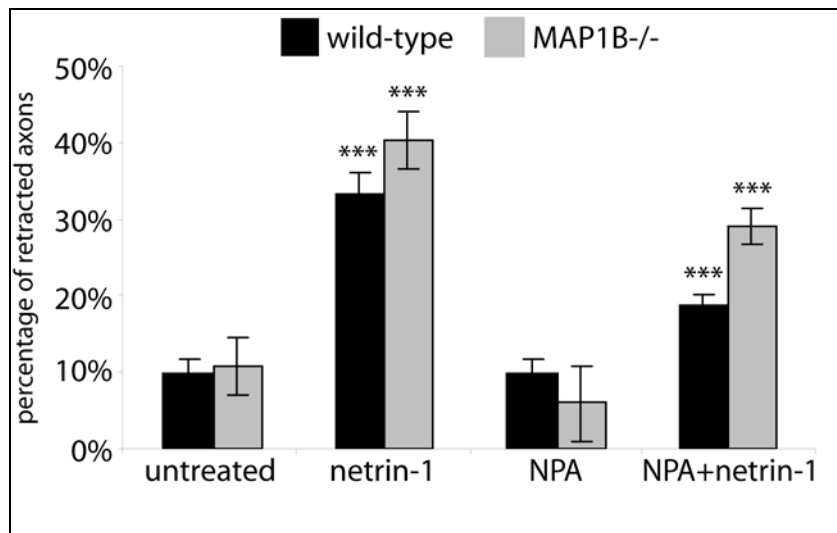 wild-type MAP1B-/-
percentage of retracted axons
50%
40%
30%
20%
10%
0%
*** ***
*** ***
untreated netrin-1 NPA NPA+netrin-1